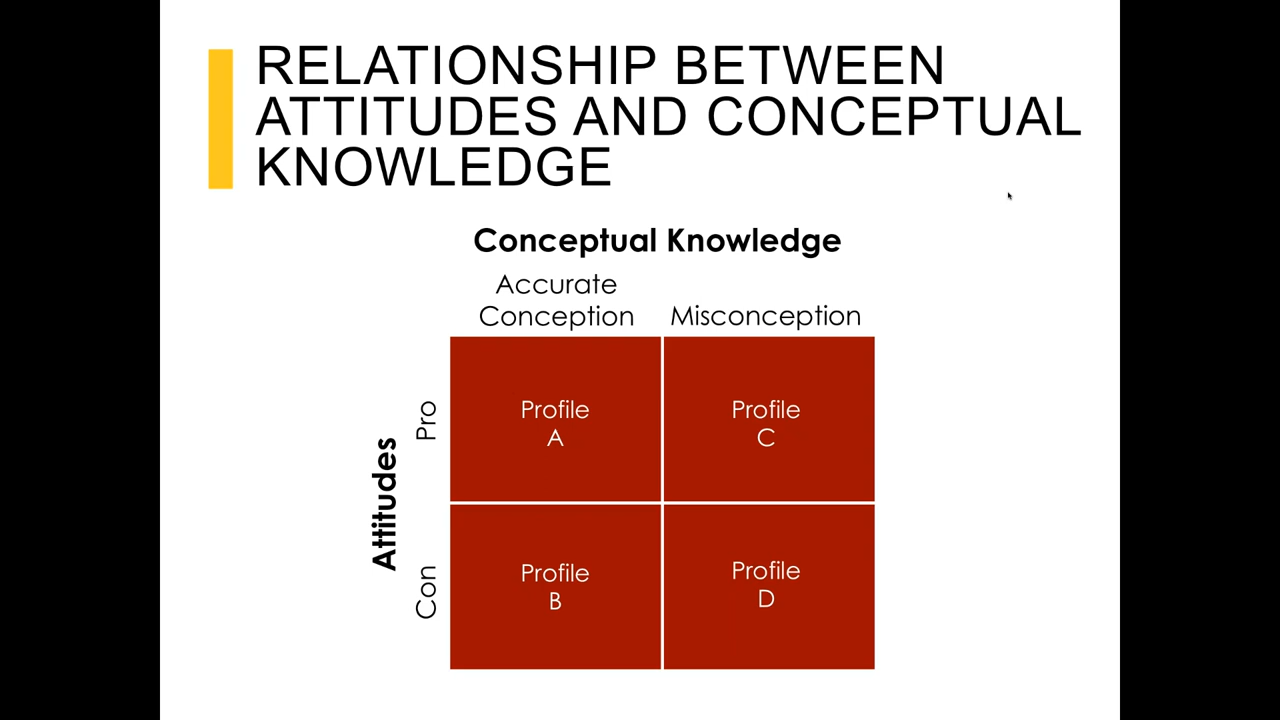 RELATIONSHIP BETWEEN
ATTITUDES AND CONCEPTUAL
KNOWLEDGE
Conceptual Knowledge
Accurate
Conception
Misconception
Attitudes
Pro
Profile
A
Profile
C
Con
Profile
B
Profile
D